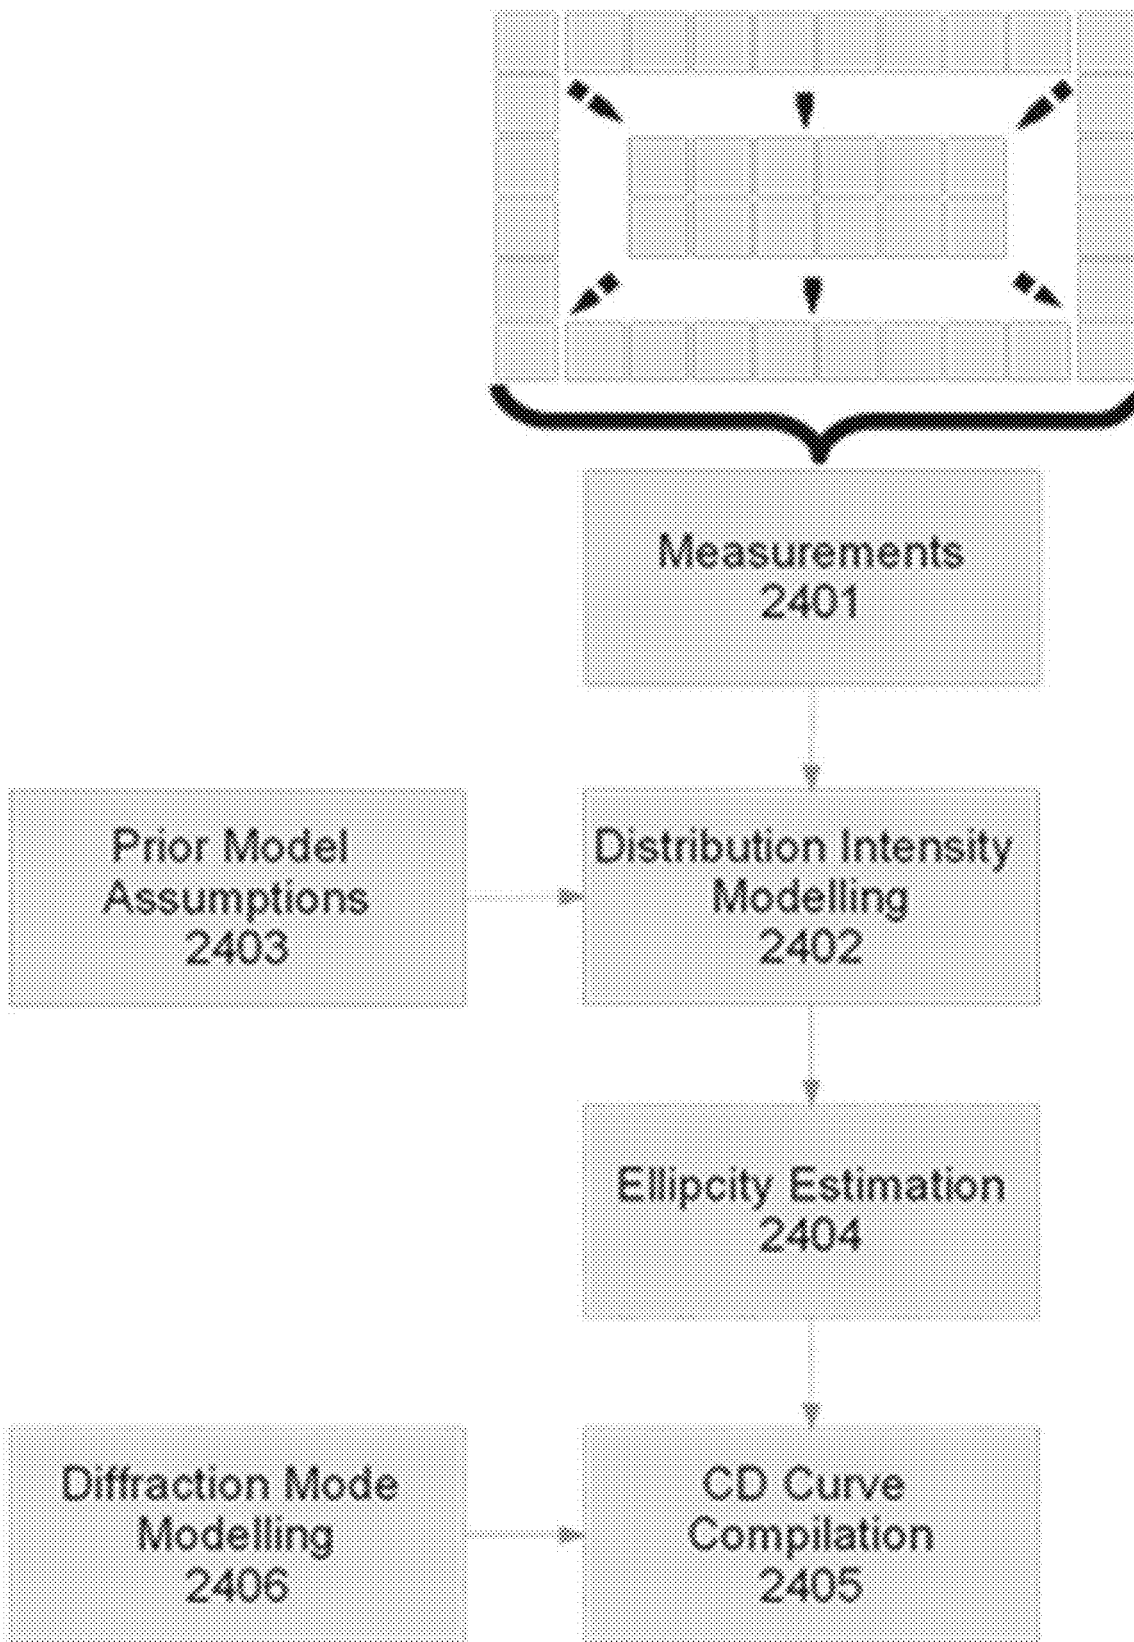 Measurements
2401
Prior Model
Assumptions
2403
Distribution Intensity
Modelling
2402
Ellipcity Estimation
2404
Diffraction Mode
Modelling
2406
CD Curve
Compilation
2405